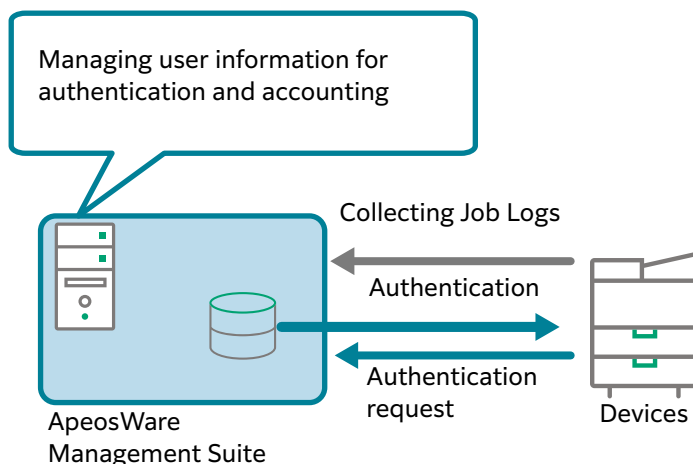 Managing user information for
authentication and accounting
Collecting Job Logs
Authentication
Authentication
request
Devices
ApeosWare
Management Suite